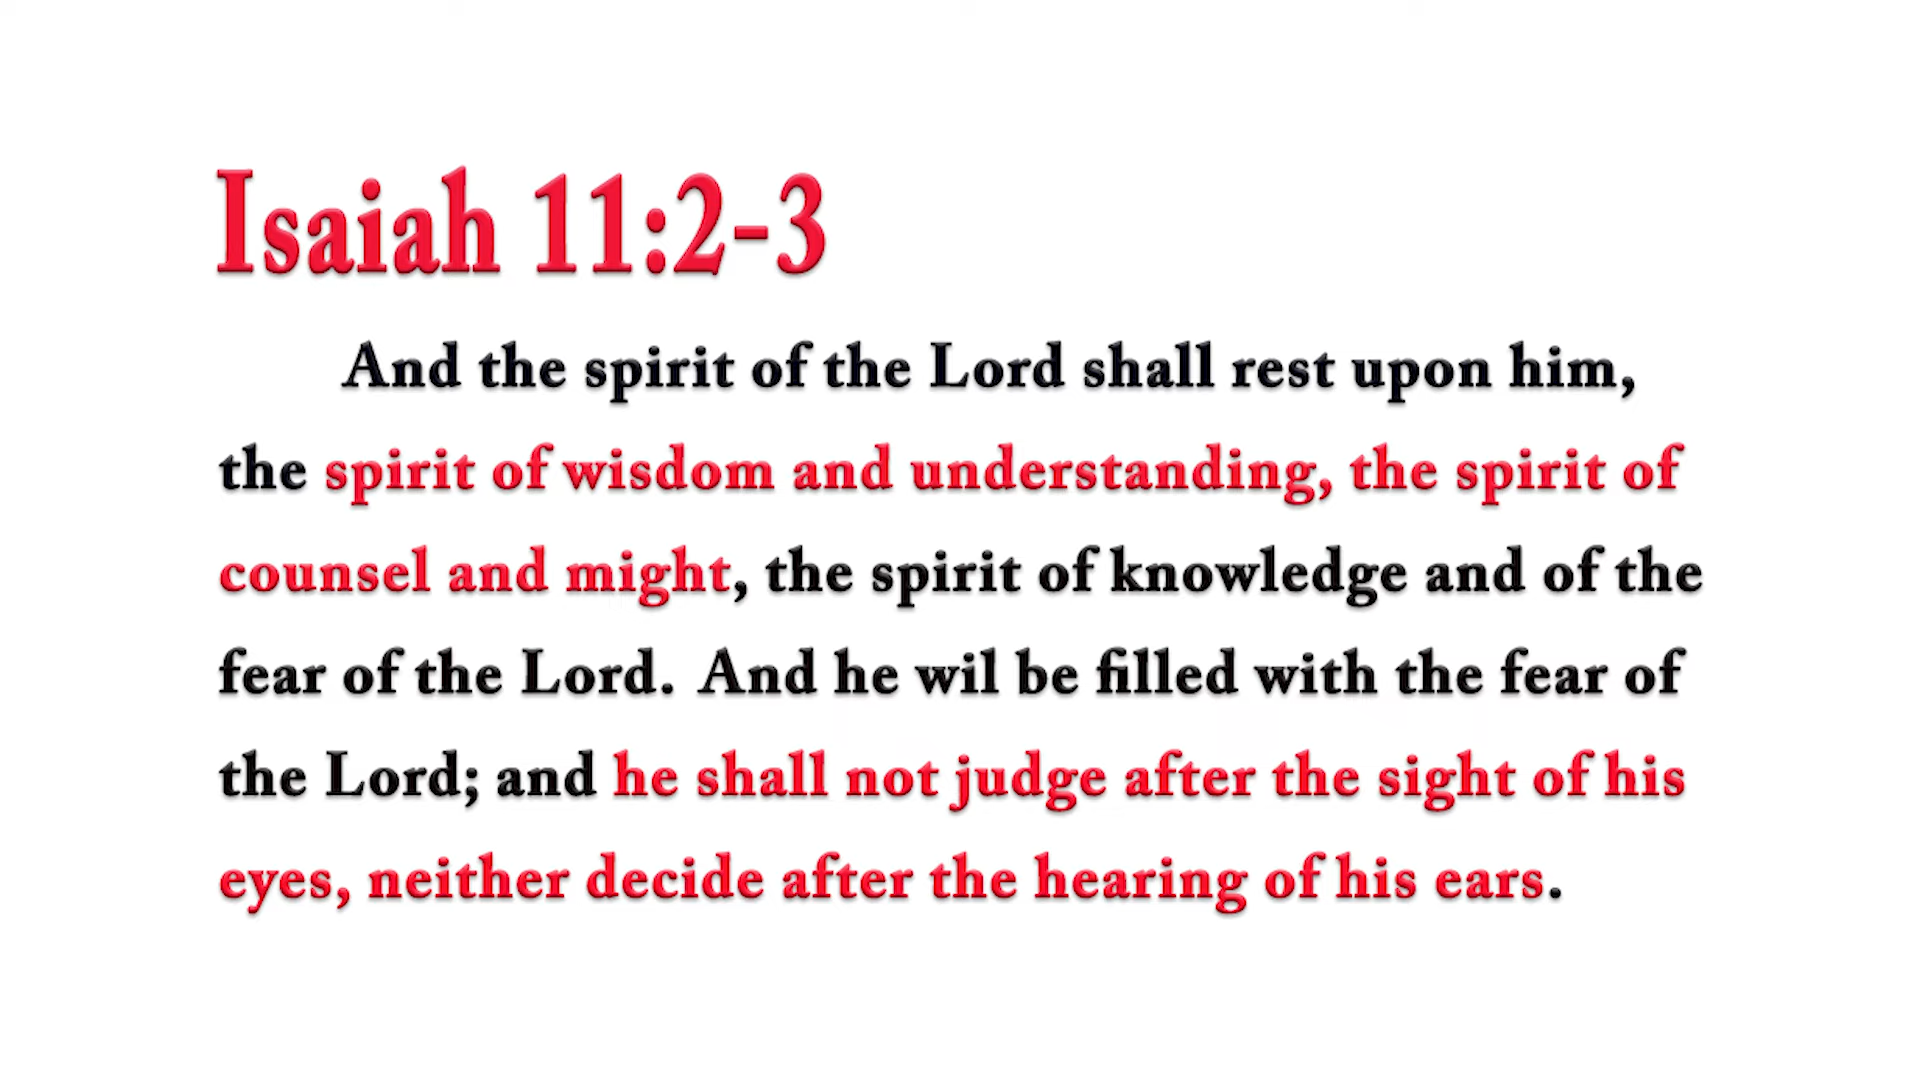 Isaiah 11:2-3
And the spirit of the Lord shall rest upon him,
the spirit of wisdom and understanding, the spirit of
counsel and might, the spirit of knowledge and of the
fear of the Lord. And he wil be filled with the fear of
the Lord; and he shall not judge after the sight of his
eyes, neither decide after the hearing of his ears.